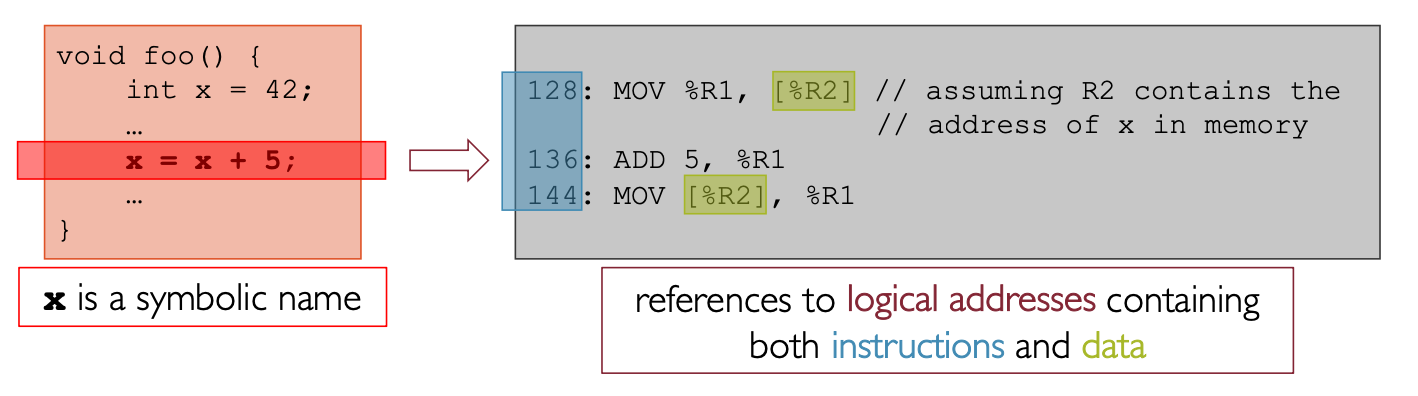 void foo() {
int x = 42;
…
x = x + 5;
…
}
x is a symbolic name
128: MOV %R1, [%R2] // assuming R2 contains the
// address of x in memory
136: ADD 5, %R1
144: MOV [%R2], %R1
references to logical addresses containing
both instructions and data